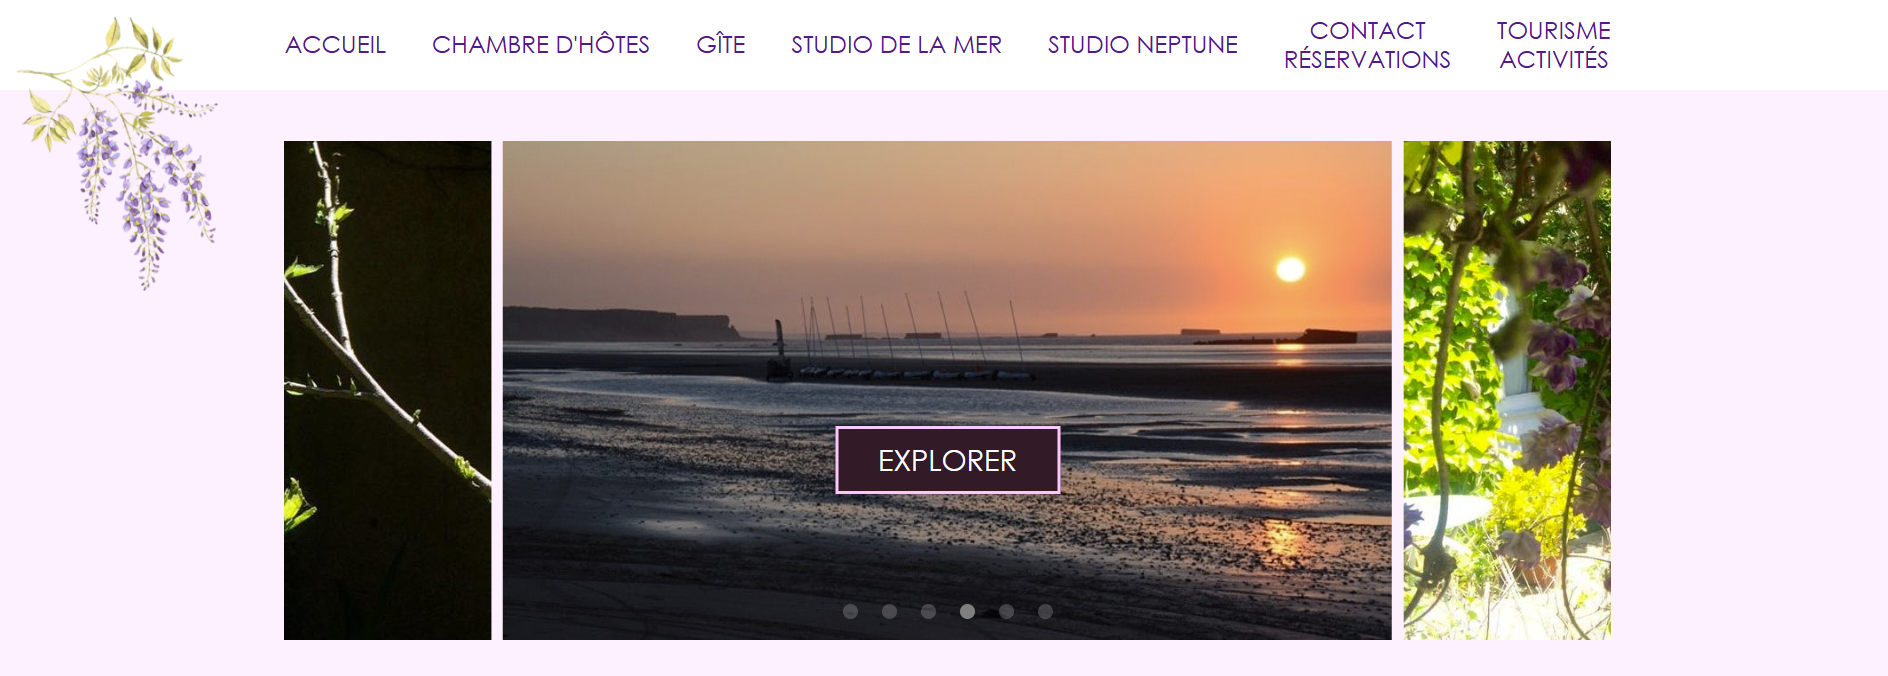 ACCUEIL
CHAMBRE D'HÔTES
GÎTE
STUDIO DE LA MER
STUDIO NEPTUNE
CONTACT
RÉSERVATIONS
TOURISME
ACTIVITÉS
EXPLORER